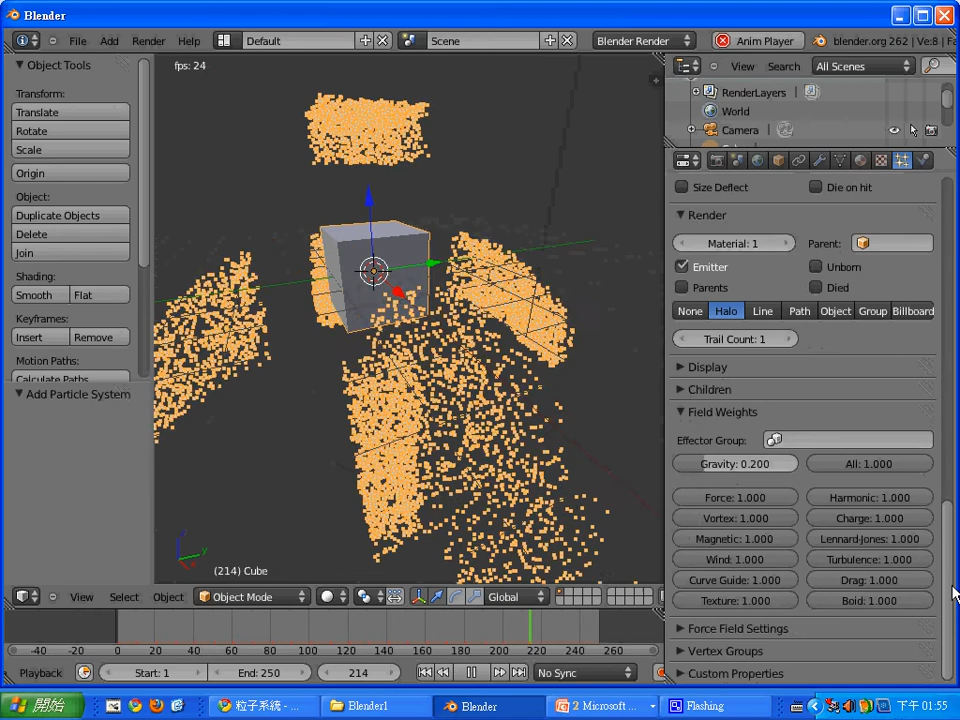 Blender
File Add Render Help Default Scene Blender Render Anim Player blender.org 262 | Ve:8 | Fa
Object Tools
Transform:
Translate
Rotate
Scale
Origin
Object:
Duplicate Objects
Delete
Join
Shading:
Smooth Flat
Keyframes:
Insert Remove
Motion Paths:
Calculate Paths
Add Particle System
fps: 24
(214) Cube
View Search All Scenes
RenderLayers
World
Camera
Size Deflect Die on hit
Render
Material: 1 Parent:
Emitter Unborn
Parents Died
None Halo Line Path Object Group Billboard
Trail Count: 1
Display
Children
Field Weights
Effector Group:
Gravity: 0.200 All: 1.000
Force: 1.000 Harmonic: 1.000
Vortex: 1.000 Charge: 1.000
Magnetic: 1.000 Lennard-Jones: 1.000
Wind: 1.000 Turbulence: 1.000
Curve Guide: 1.000 Drag: 1.000
Texture: 1.000 Boid: 1.000
Force Field Settings
Vertex Groups
Custom Properties
View Select Object Object Mode Global
-40 -20 0 20 40 60 80 100 120 140 160 180 200 220 240 260
Playback Start: 1 End: 250 214 No Sync
開始 粒子系統 - ... Blender1 Blender 2 Microsoft ... Flashing 下午 01:55